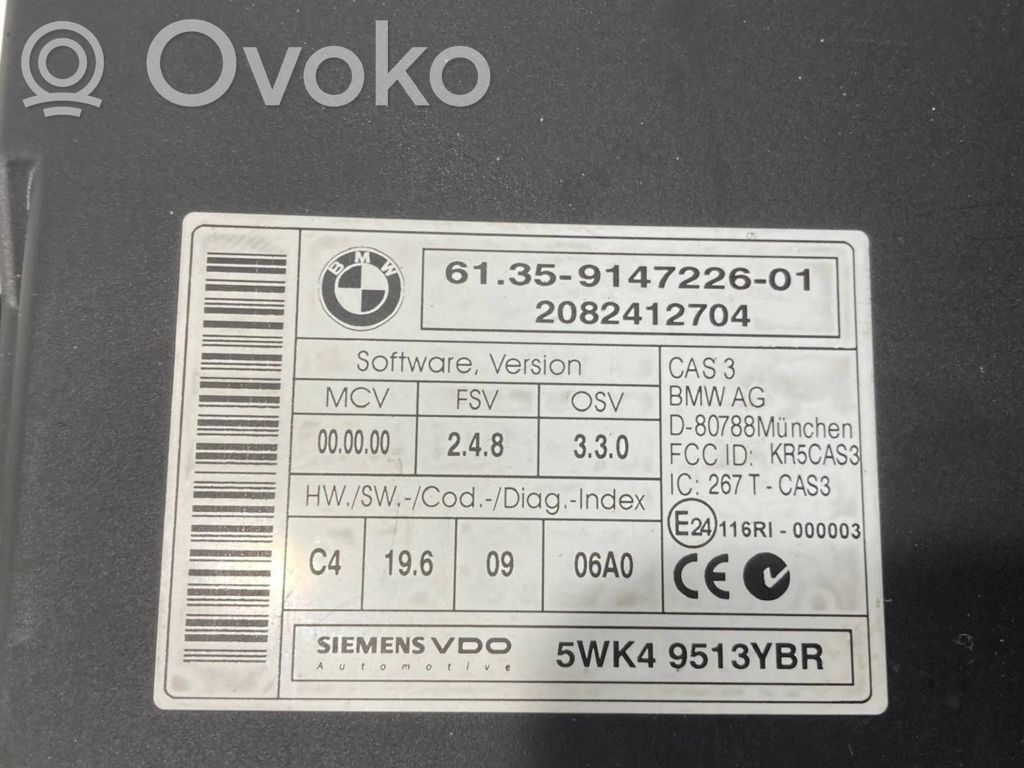 Ovoko
BMW
61.35-9147226-01
2082412704
Software, Version
MCV FSV OSV
00.00.00 2.4.8 3.3.0
HW./SW.-/Cod.-/Diag.-Index
C4 19.6 09 06A0
CAS 3
BMW AG
D-80788München
FCC ID: KR5CAS3
IC: 267 T - CAS3
E24 116RI - 000003
CE
SIEMENS VDO
Automotive
5WK4 9513YBR